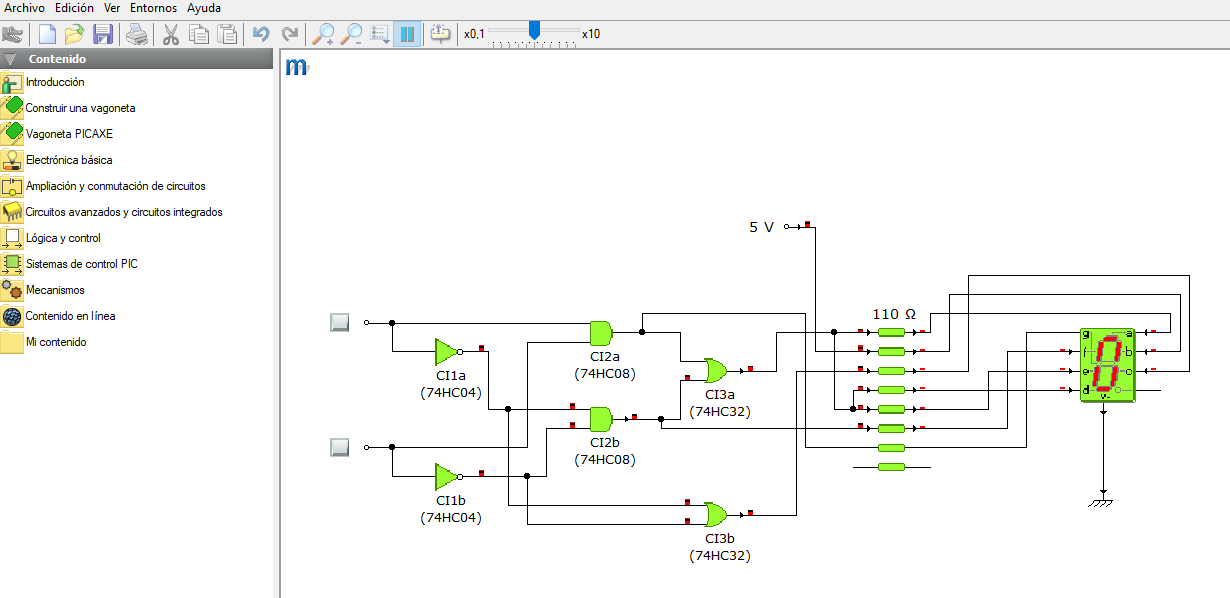 Archivo Edición Ver Entornos Ayuda
x0,1 x10
Contenido
Introducción
Construir una vagoneta
Vagoneta PICAXE
Electrónica básica
Ampliación y conmutación de circuitos
Circuitos avanzados y circuitos integrados
Lógica y control
Sistemas de control PIC
Mecanismos
Contenido en línea
Mi contenido
m
5 V
110 Ω
CI2a
(74HC08)
CI1a
(74HC04)
CI3a
(74HC32)
CI2b
(74HC08)
CI1b
(74HC04)
CI3b
(74HC32)
g a
f b
e c
d